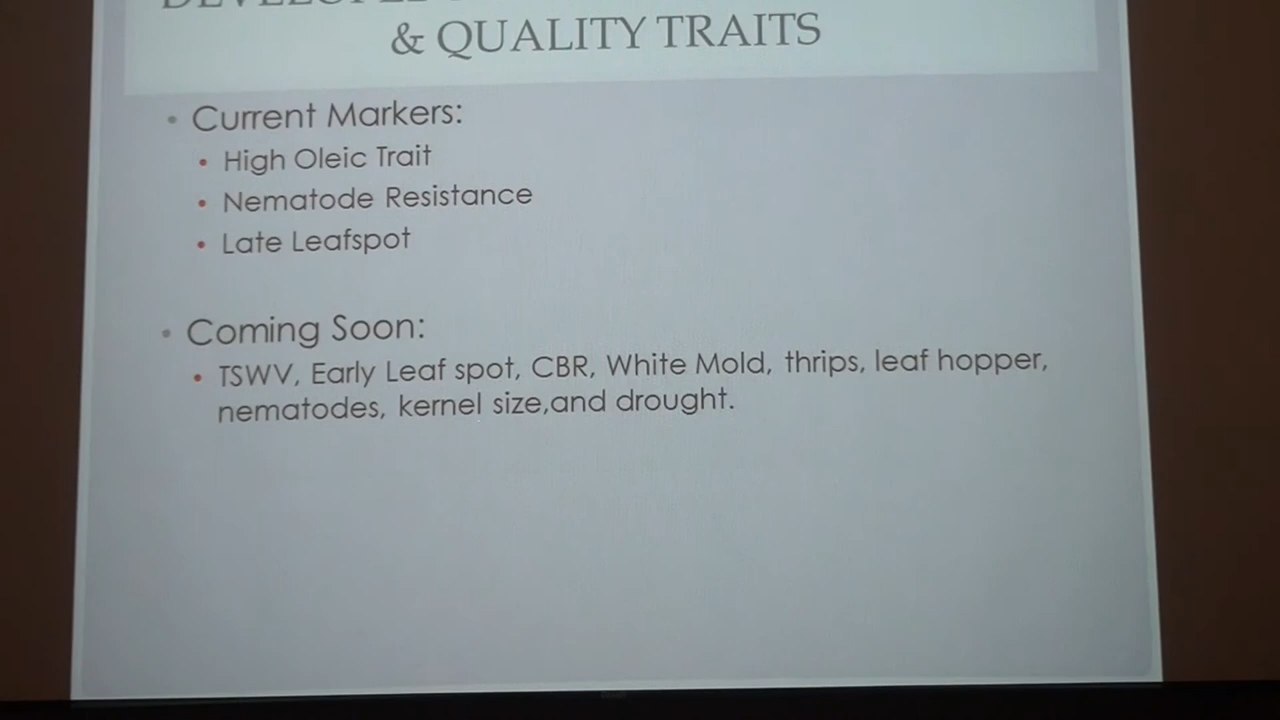 & QUALITY TRAITS
• Current Markers:
• High Oleic Trait
• Nematode Resistance
• Late Leafspot
• Coming Soon:
• TSWV, Early Leaf spot, CBR, White Mold, thrips, leaf hopper,
nematodes, kernel size,and drought.